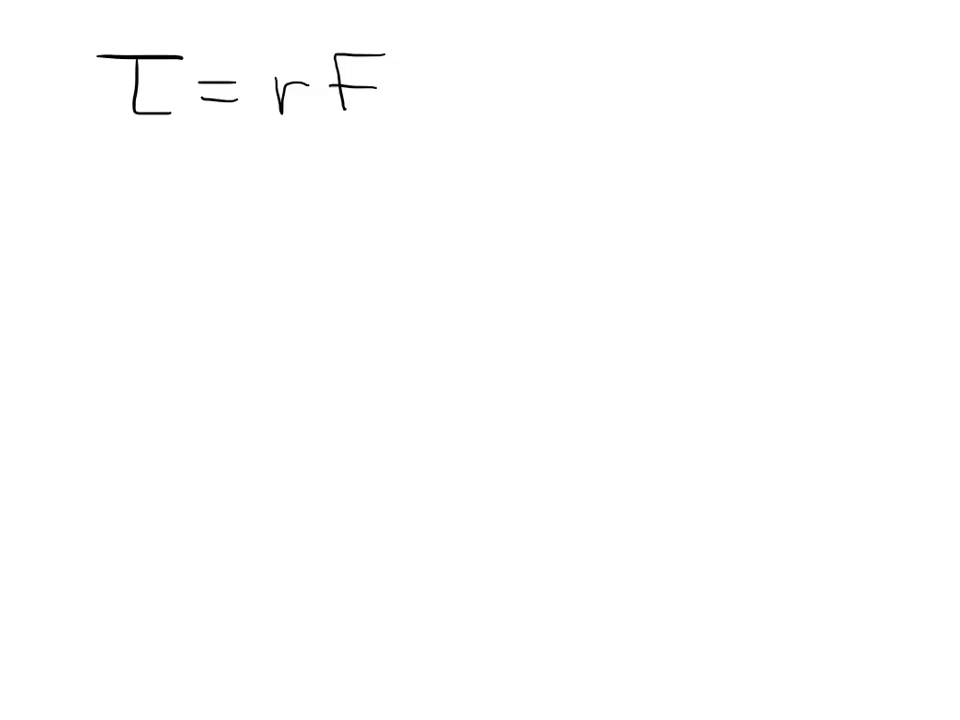 τ = rF